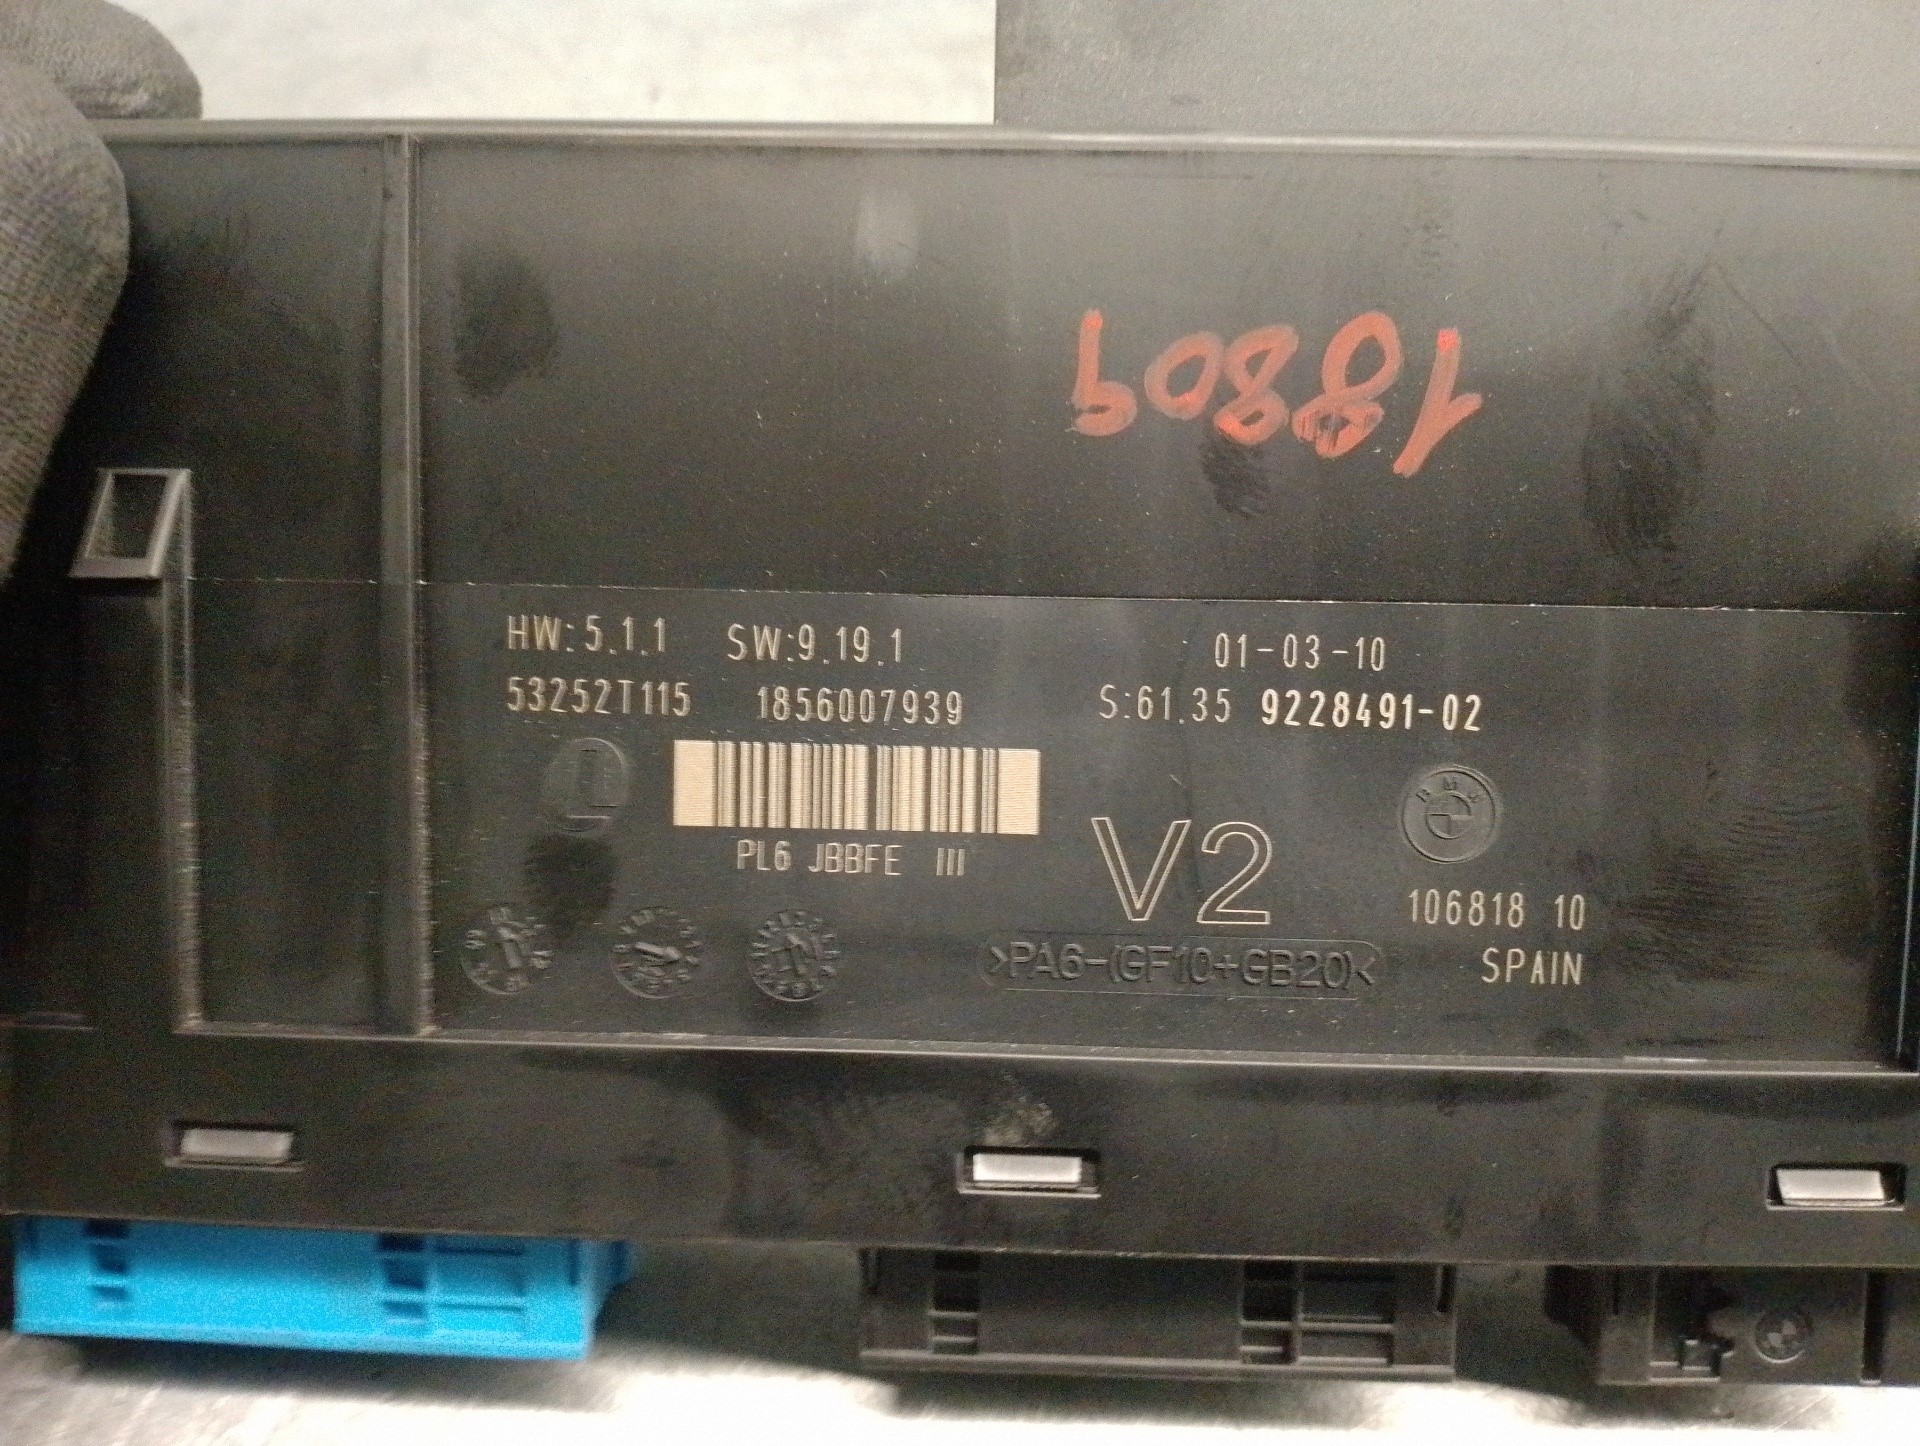 18809
HW:5.1.1 SW:9.19.1 01-03-10
53252T115 1856007939 S:61.35 9228491-02
BMW
PL6 JBBFE III
V2
106818 10
>PA6-(GF10+GB20)<
SPAIN